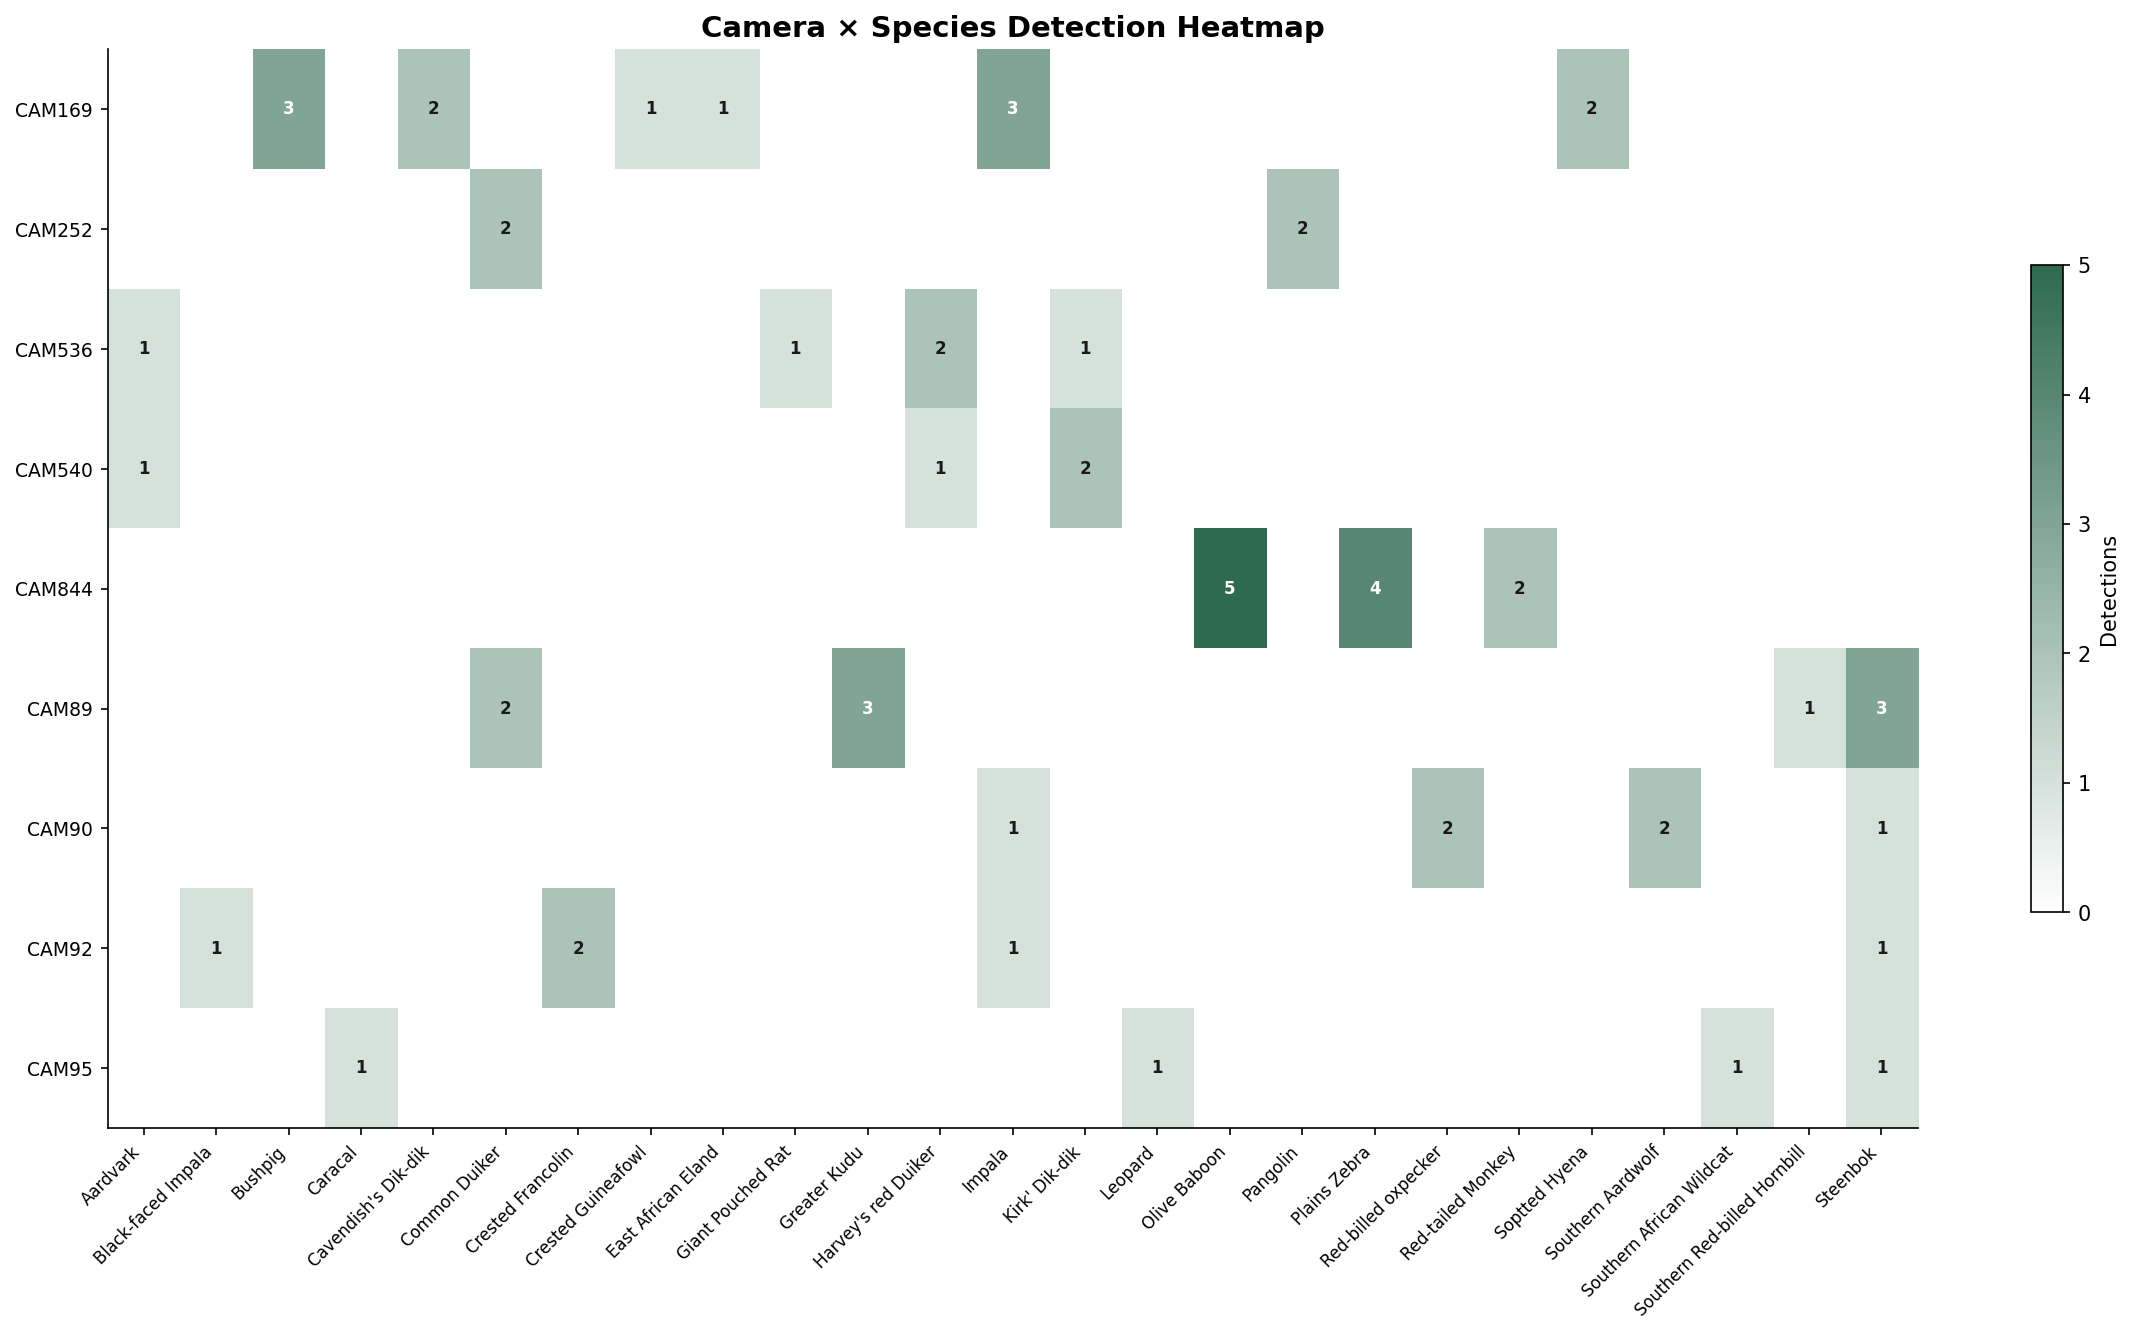 Camera × Species Detection Heatmap
CAM169
3
2
1
1
3
2
CAM252
2
2
CAM536
1
1
2
1
CAM540
1
1
2
CAM844
5
4
2
CAM89
2
3
1
3
CAM90
1
2
2
1
CAM92
1
2
1
1
CAM95
1
1
1
1
Aardvark
Black-faced Impala
Bushpig
Caracal
Cavendish's Dik-dik
Common Duiker
Crested Francolin
Crested Guineafowl
East African Eland
Giant Pouched Rat
Greater Kudu
Harvey's red Duiker
Impala
Kirk' Dik-dik
Leopard
Olive Baboon
Pangolin
Plains Zebra
Red-billed oxpecker
Red-tailed Monkey
Soptted Hyena
Southern Aardwolf
Southern African Wildcat
Southern Red-billed Hornbill
Steenbok
5
4
3
2
1
0
Detections